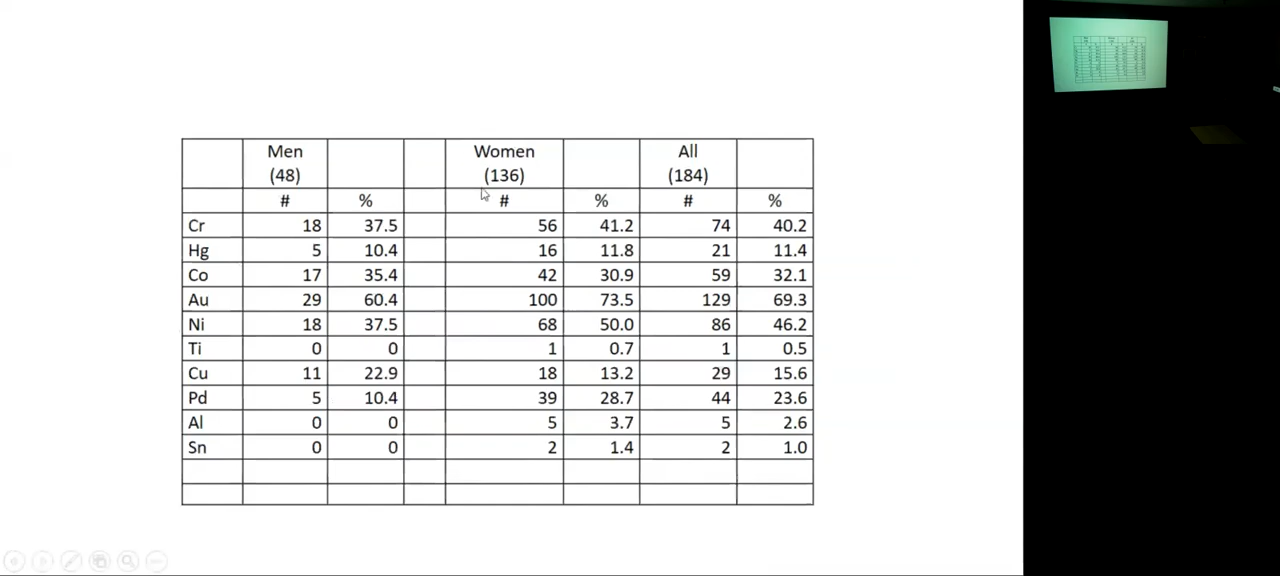 Men Women All
(48) (136) (184)
# % # % # %
Cr 18 37.5 56 41.2 74 40.2
Hg 5 10.4 16 11.8 21 11.4
Co 17 35.4 42 30.9 59 32.1
Au 29 60.4 100 73.5 129 69.3
Ni 18 37.5 68 50.0 86 46.2
Ti 0 0 1 0.7 1 0.5
Cu 11 22.9 18 13.2 29 15.6
Pd 5 10.4 39 28.7 44 23.6
Al 0 0 5 3.7 5 2.6
Sn 0 0 2 1.4 2 1.0